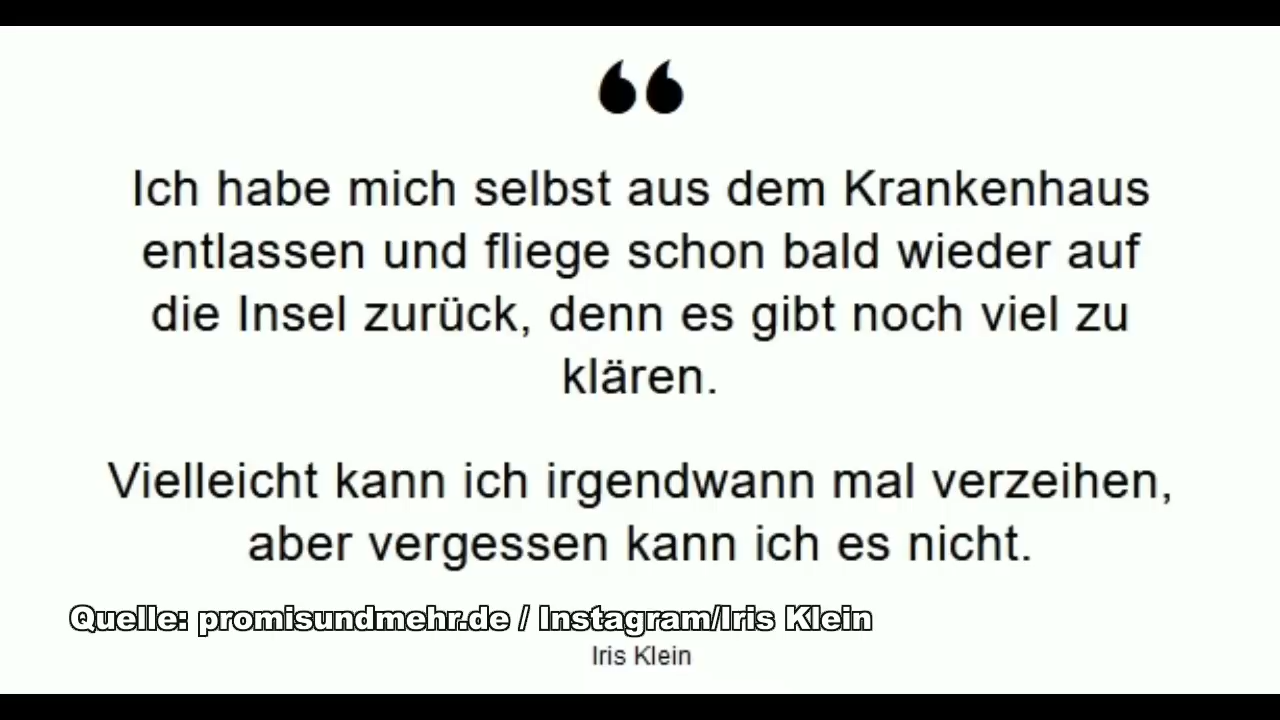 ❝
Ich habe mich selbst aus dem Krankenhaus
entlassen und fliege schon bald wieder auf
die Insel zurück, denn es gibt noch viel zu
klären.
Vielleicht kann ich irgendwann mal verzeihen,
aber vergessen kann ich es nicht.
Quelle: promisundmehr.de / Instagram/Iris Klein
Iris Klein